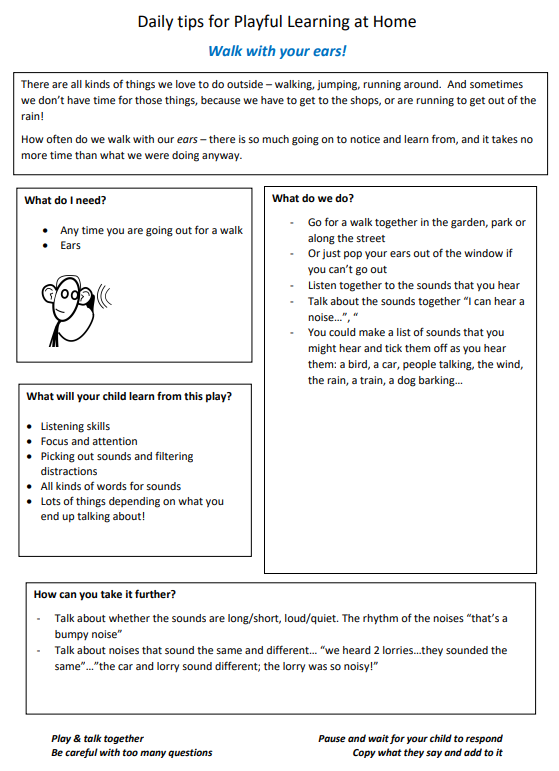 Daily tips for Playful Learning at Home
Walk with your ears!
There are all kinds of things we love to do outside – walking, jumping, running around.  And sometimes
we don't have time for those things, because we have to get to the shops, or are running to get out of the
rain!
How often do we walk with our ears – there is so much going on to notice and learn from, and it takes no
more time than what we were doing anyway.
What do I need?
• Any time you are going out for a walk
• Ears
What will your child learn from this play?
• Listening skills
• Focus and attention
• Picking out sounds and filtering
distractions
• All kinds of words for sounds
• Lots of things depending on what you
end up talking about!
What do we do?
- Go for a walk together in the garden, park or
along the street
- Or just pop your ears out of the window if
you can't go out
- Listen together to the sounds that you hear
- Talk about the sounds together “I can hear a
noise…”, “
- You could make a list of sounds that you
might hear and tick them off as you hear
them: a bird, a car, people talking, the wind,
the rain, a train, a dog barking…
How can you take it further?
- Talk about whether the sounds are long/short, loud/quiet. The rhythm of the noises “that's a
bumpy noise”
- Talk about noises that sound the same and different… “we heard 2 lorries…they sounded the
same”…”the car and lorry sound different; the lorry was so noisy!”
Play & talk together
Be careful with too many questions
Pause and wait for your child to respond
Copy what they say and add to it